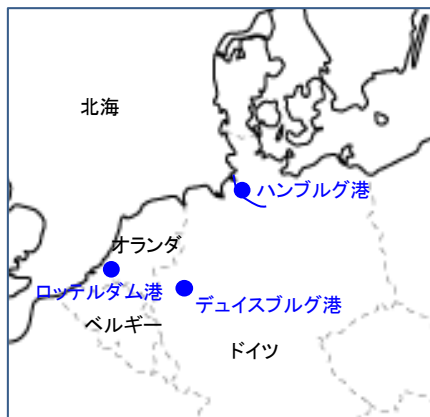 北海
ハンブルグ港
オランダ
ロッテルダム港
デュイスブルグ港
ベルギー
ドイツ